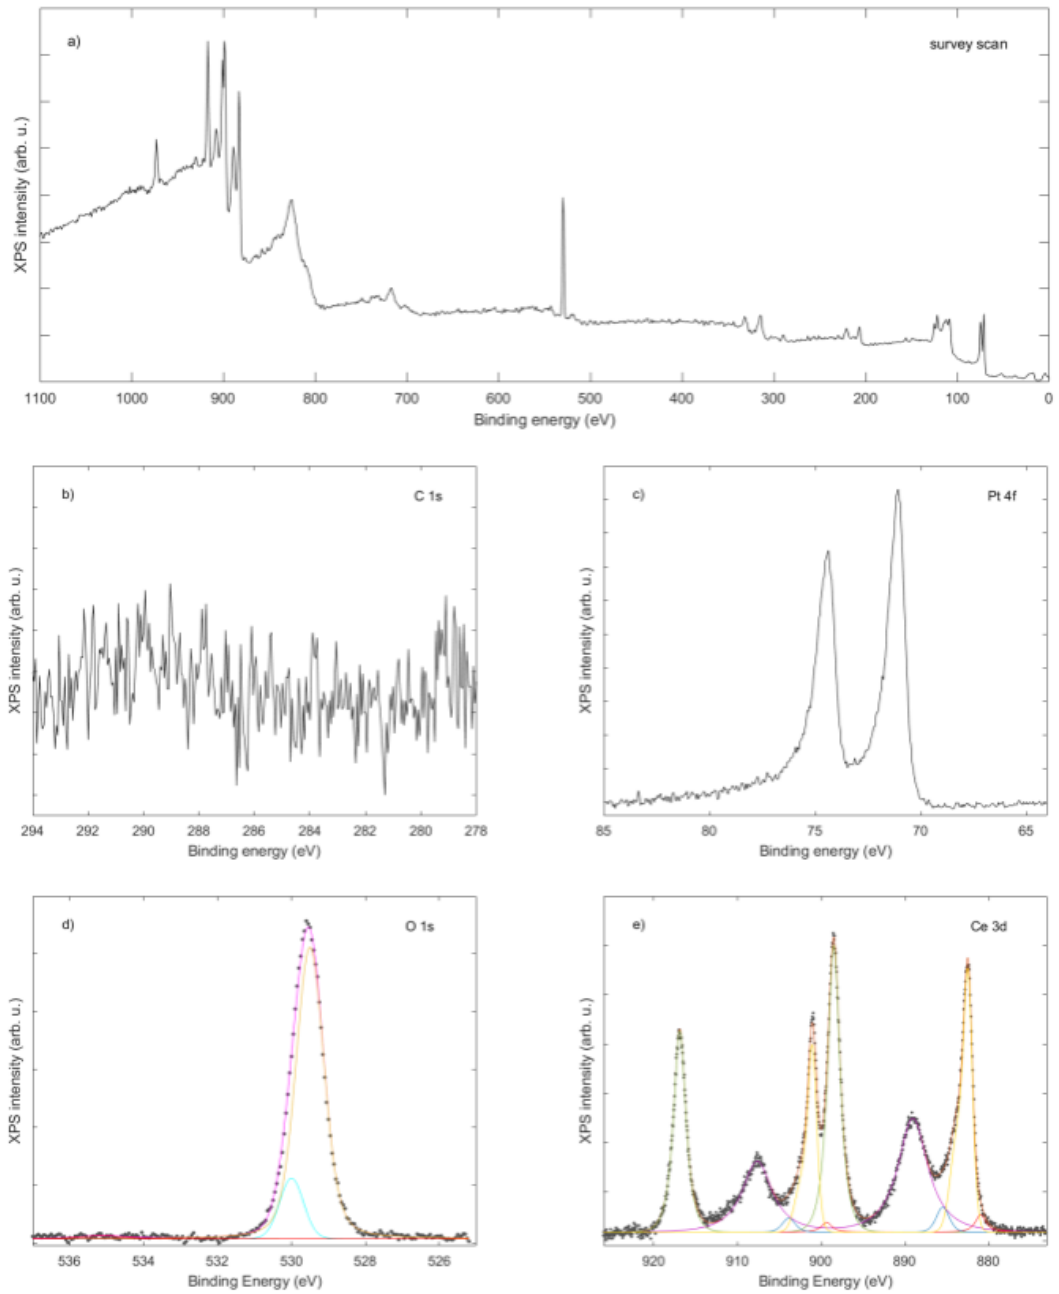 a)
survey scan
XPS intensity (arb. u.)
1100 1000 900 800 700 600 500 400 300 200 100 0
Binding energy (eV)
b)
C 1s
XPS intensity (arb. u.)
294 292 290 288 286 284 282 280 278
Binding energy (eV)
c)
Pt 4f
XPS intensity (arb. u.)
85 80 75 70 65
Binding energy (eV)
d)
O 1s
XPS intensity (arb. u.)
536 534 532 530 528 526
Binding Energy (eV)
e)
Ce 3d
XPS intensity (arb. u.)
920 910 900 890 880
Binding Energy (eV)